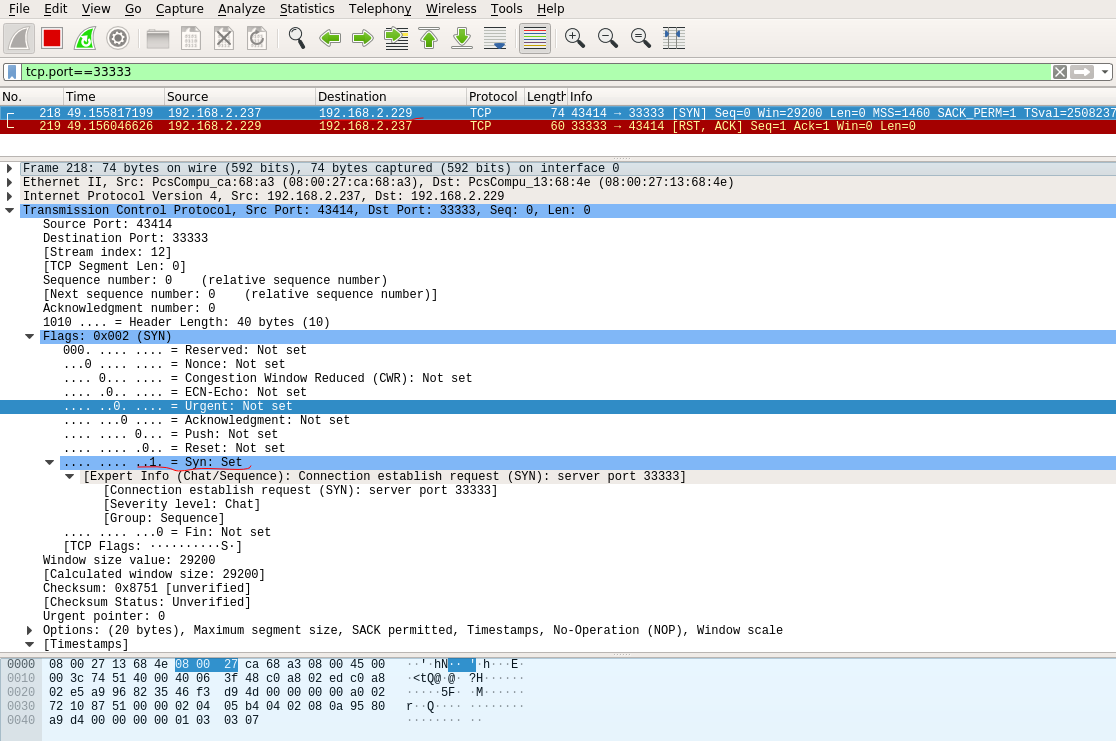 File Edit View Go Capture Analyze Statistics Telephony Wireless Tools Help
tcp.port==33333
No. Time Source Destination Protocol Length Info
218 49.155817199 192.168.2.237 192.168.2.229 TCP 74 43414 → 33333 [SYN] Seq=0 Win=29200 Len=0 MSS=1460 SACK_PERM=1 TSval=2508237
219 49.156046626 192.168.2.229 192.168.2.237 TCP 60 33333 → 43414 [RST, ACK] Seq=1 Ack=1 Win=0 Len=0
Frame 218: 74 bytes on wire (592 bits), 74 bytes captured (592 bits) on interface 0
Ethernet II, Src: PcsCompu_ca:68:a3 (08:00:27:ca:68:a3), Dst: PcsCompu_13:68:4e (08:00:27:13:68:4e)
Internet Protocol Version 4, Src: 192.168.2.237, Dst: 192.168.2.229
Transmission Control Protocol, Src Port: 43414, Dst Port: 33333, Seq: 0, Len: 0
Source Port: 43414
Destination Port: 33333
[Stream index: 12]
[TCP Segment Len: 0]
Sequence number: 0 (relative sequence number)
[Next sequence number: 0 (relative sequence number)]
Acknowledgment number: 0
1010 .... = Header Length: 40 bytes (10)
Flags: 0x002 (SYN)
000. .... .... = Reserved: Not set
...0 .... .... = Nonce: Not set
.... 0... .... = Congestion Window Reduced (CWR): Not set
.... .0.. .... = ECN-Echo: Not set
.... ..0. .... = Urgent: Not set
.... ...0 .... = Acknowledgment: Not set
.... .... 0... = Push: Not set
.... .... .0.. = Reset: Not set
.... .... ..1. = Syn: Set
[Expert Info (Chat/Sequence): Connection establish request (SYN): server port 33333]
[Connection establish request (SYN): server port 33333]
[Severity level: Chat]
[Group: Sequence]
.... .... ...0 = Fin: Not set
[TCP Flags: ··········S·]
Window size value: 29200
[Calculated window size: 29200]
Checksum: 0x8751 [unverified]
[Checksum Status: Unverified]
Urgent pointer: 0
Options: (20 bytes), Maximum segment size, SACK permitted, Timestamps, No-Operation (NOP), Window scale
[Timestamps]
0000 08 00 27 13 68 4e 08 00 27 ca 68 a3 08 00 45 00 ··'·hN·· '·h···E·
0010 00 3c 74 51 40 00 40 06 3f 48 c0 a8 02 ed c0 a8 ·<tQ@·@· ?H······
0020 02 e5 a9 96 82 35 46 f3 d9 4d 00 00 00 00 a0 02 ·····5F· ·M······
0030 72 10 87 51 00 00 02 04 05 b4 04 02 08 0a 95 80 r··Q···· ········
0040 a9 d4 00 00 00 00 01 03 03 07 ········ ··